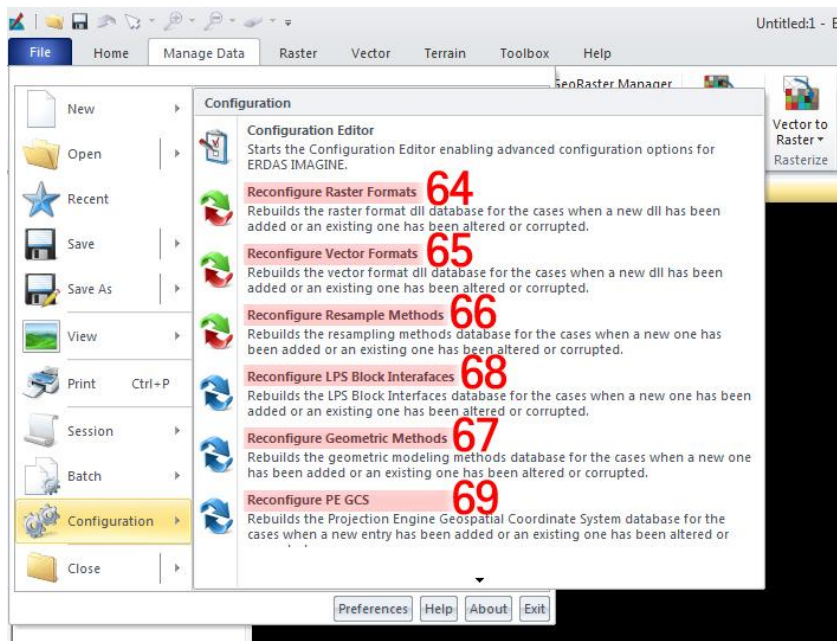 Untitled:1 - E
File Home Manage Data Raster Vector Terrain Toolbox Help
GeoRaster Manager
Vector to
Raster
Rasterize
New
Open
Recent
Save
Save As
View
Print Ctrl+P
Session
Batch
Configuration
Close
Configuration
Configuration Editor
Starts the Configuration Editor enabling advanced configuration options for
ERDAS IMAGINE.
Reconfigure Raster Formats 64
Rebuilds the raster format dll database for the cases when a new dll has been
added or an existing one has been altered or corrupted.
Reconfigure Vector Formats 65
Rebuilds the vector format dll database for the cases when a new dll has been
added or an existing one has been altered or corrupted.
Reconfigure Resample Methods 66
Rebuilds the resampling methods database for the cases when a new one has
been added or an existing one has been altered or corrupted.
Reconfigure LPS Block Interafaces 68
Rebuilds the LPS Block Interfaces database for the cases when a new one has been
added or an existing one has been altered or corrupted.
Reconfigure Geometric Methods 67
Rebuilds the geometric modeling methods database for the cases when a new one
has been added or an existing one has been altered or corrupted.
Reconfigure PE GCS 69
Rebuilds the Projection Engine Geospatial Coordinate System database for the
cases when a new entry has been added or an existing one has been altered or
Preferences Help About Exit